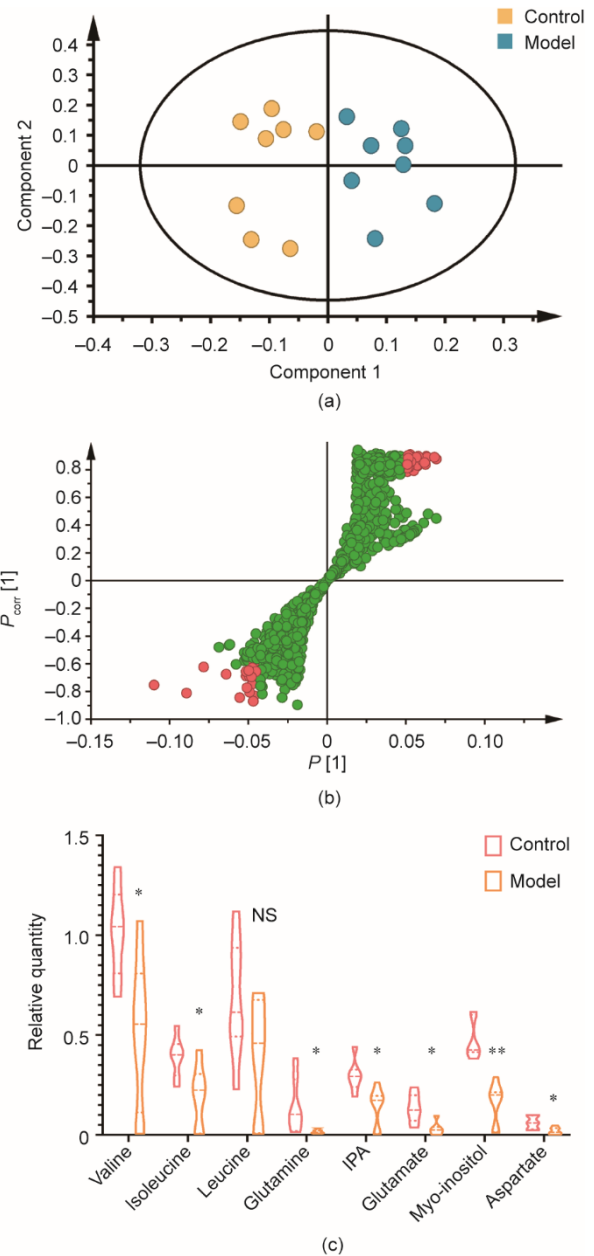 Control
Model
Component 2
0.4
0.3
0.2
0.1
0
–0.1
–0.2
–0.3
–0.4
–0.5
–0.4
–0.3
–0.2
–0.1
0
0.1
0.2
0.3
Component 1
(a)
Pcorr [1]
0.8
0.6
0.4
0.2
0
–0.2
–0.4
–0.6
–0.8
–1.0
–0.15
–0.10
–0.05
0
0.05
0.10
P [1]
(b)
Control
Model
Relative quantity
1.5
1.0
0.5
0
*
*
NS
*
*
*
**
*
Valine
Isoleucine
Leucine
Glutamine
IPA
Glutamate
Myo-inositol
Aspartate
(c)